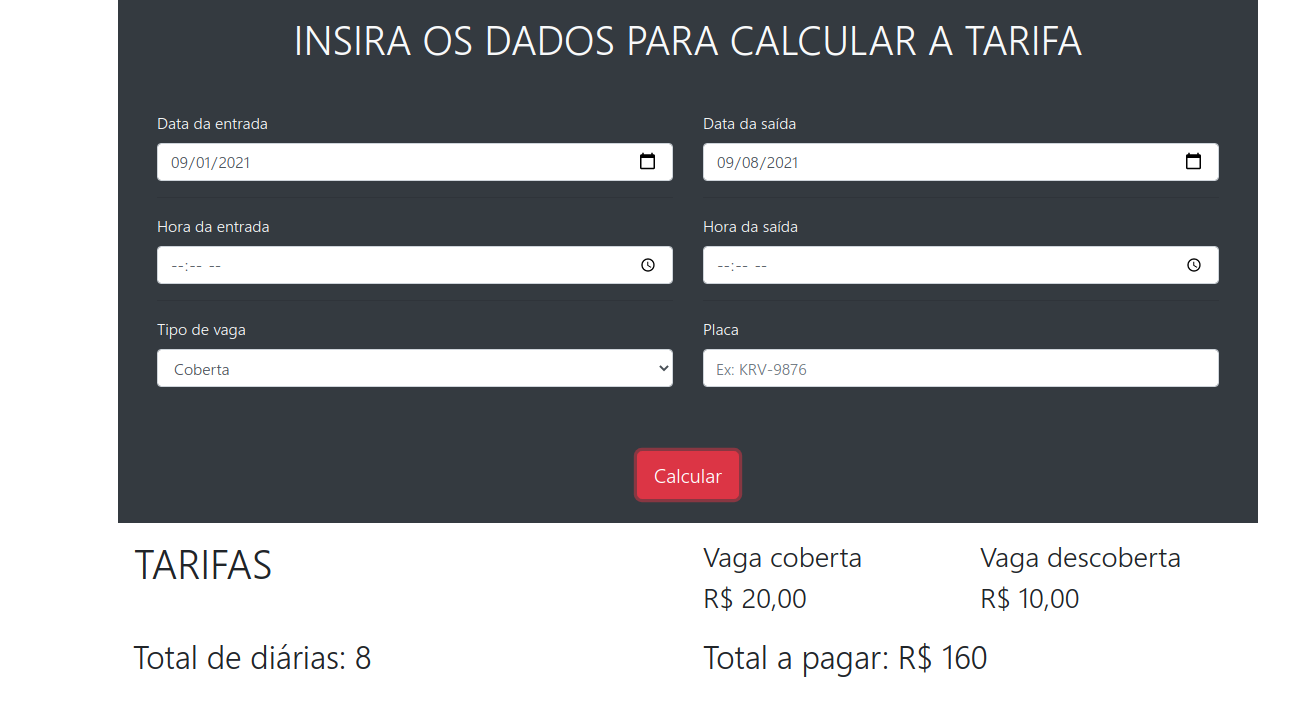 INSIRA OS DADOS PARA CALCULAR A TARIFA
Data da entrada
Data da saída
09/01/2021
09/08/2021
Hora da entrada
Hora da saída
--:-- --
--:-- --
Tipo de vaga
Placa
Coberta
Ex: KRV-9876
Calcular
TARIFAS
Vaga coberta
Vaga descoberta
R$ 20,00
R$ 10,00
Total de diárias: 8
Total a pagar: R$ 160